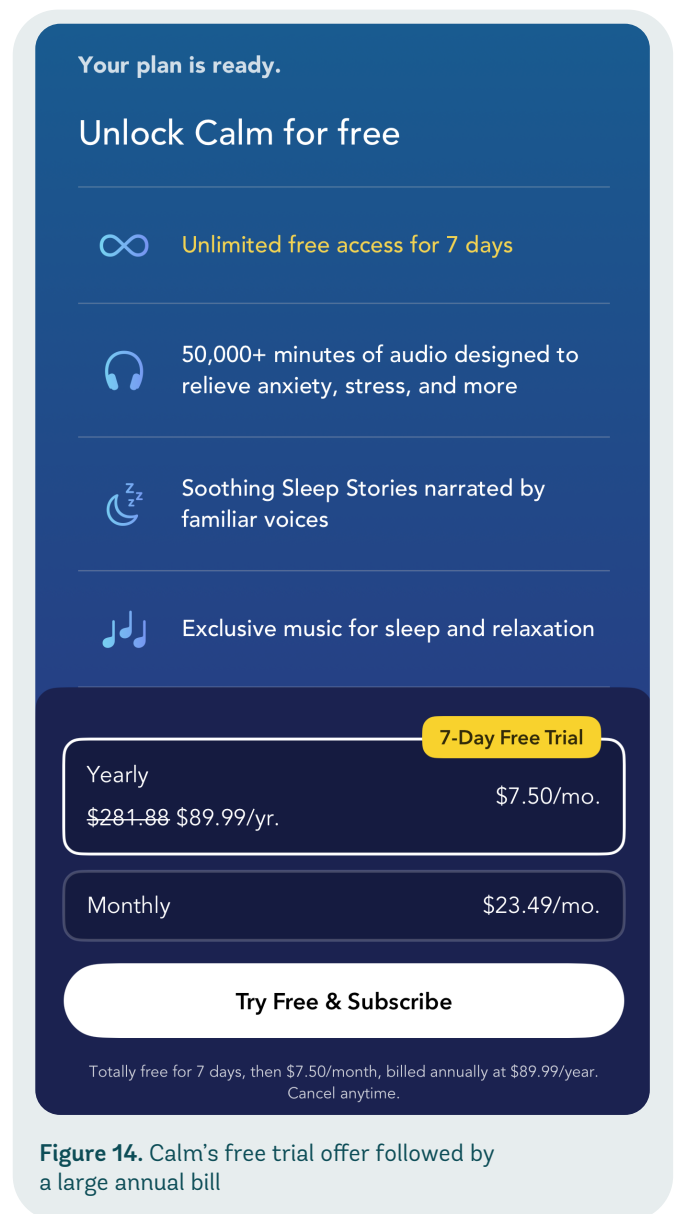 Your plan is ready.
Unlock Calm for free
Unlimited free access for 7 days
50,000+ minutes of audio designed to
relieve anxiety, stress, and more
Z z z
Soothing Sleep Stories narrated by
familiar voices
Exclusive music for sleep and relaxation
7-Day Free Trial
Yearly
$281.88 $89.99/yr.
$7.50/mo.
Monthly
$23.49/mo.
Try Free & Subscribe
Totally free for 7 days, then $7.50/month, billed annually at $89.99/year.
Cancel anytime.
Figure 14. Calm’s free trial offer followed by
a large annual bill